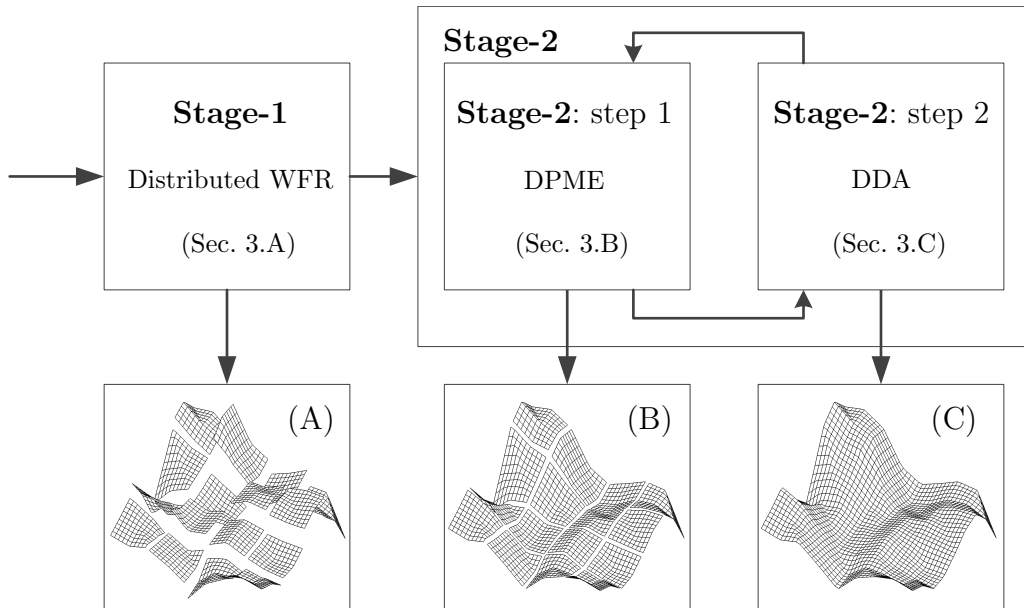 Stage-2
Stage-1
Distributed WFR
(Sec. 3.A)
Stage-2: step 1
DPME
(Sec. 3.B)
Stage-2: step 2
DDA
(Sec. 3.C)
(A)
(B)
(C)